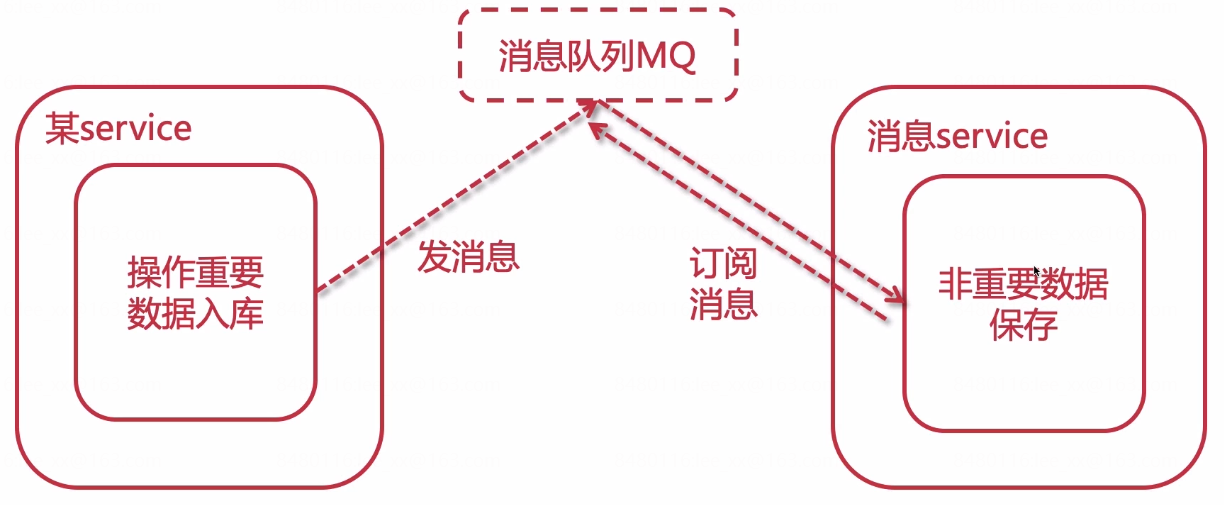 消息队列MQ
某service
消息service
操作重要
数据入库
发消息
订阅
消息
非重要数据
保存